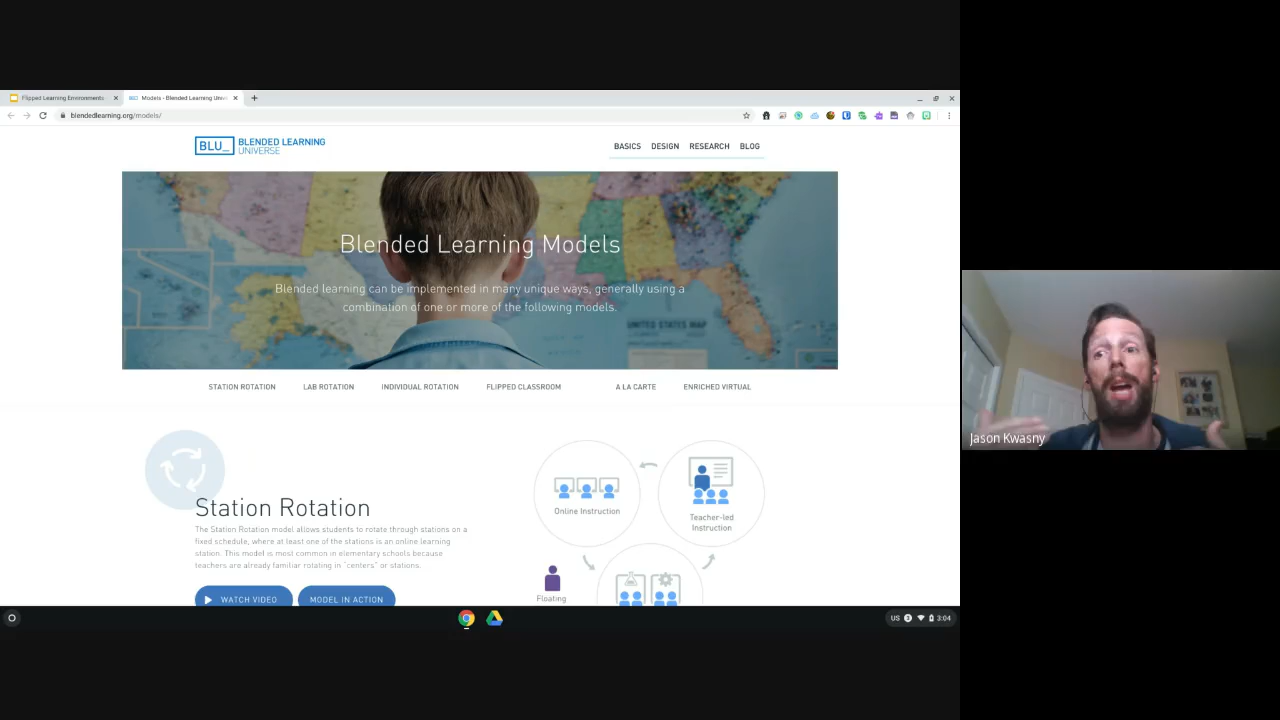 Flipped Learning Environments
Models - Blended Learning Univ
blendedlearning.org/models/
BLU_ BLENDED LEARNING
UNIVERSE
BASICS DESIGN RESEARCH BLOG
Blended Learning Models
Blended learning can be implemented in many unique ways, generally using a
combination of one or more of the following models.
UNITED STATES MAP
STATION ROTATION LAB ROTATION INDIVIDUAL ROTATION FLIPPED CLASSROOM A LA CARTE ENRICHED VIRTUAL
Station Rotation
The Station Rotation model allows students to rotate through stations on a
fixed schedule, where at least one of the stations is an online learning
station. This model is most common in elementary schools because
teachers are already familiar rotating in "centers" or stations.
WATCH VIDEO MODEL IN ACTION
Online Instruction
Teacher-led
Instruction
Floating
US 3:04
Jason Kwasny